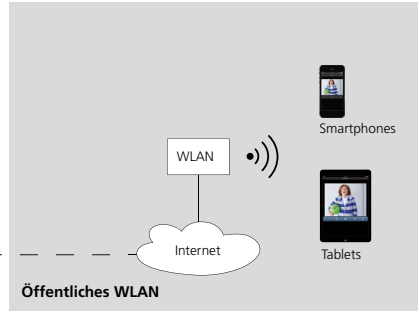 Smartphones
WLAN
Internet
Tablets
Öffentliches WLAN